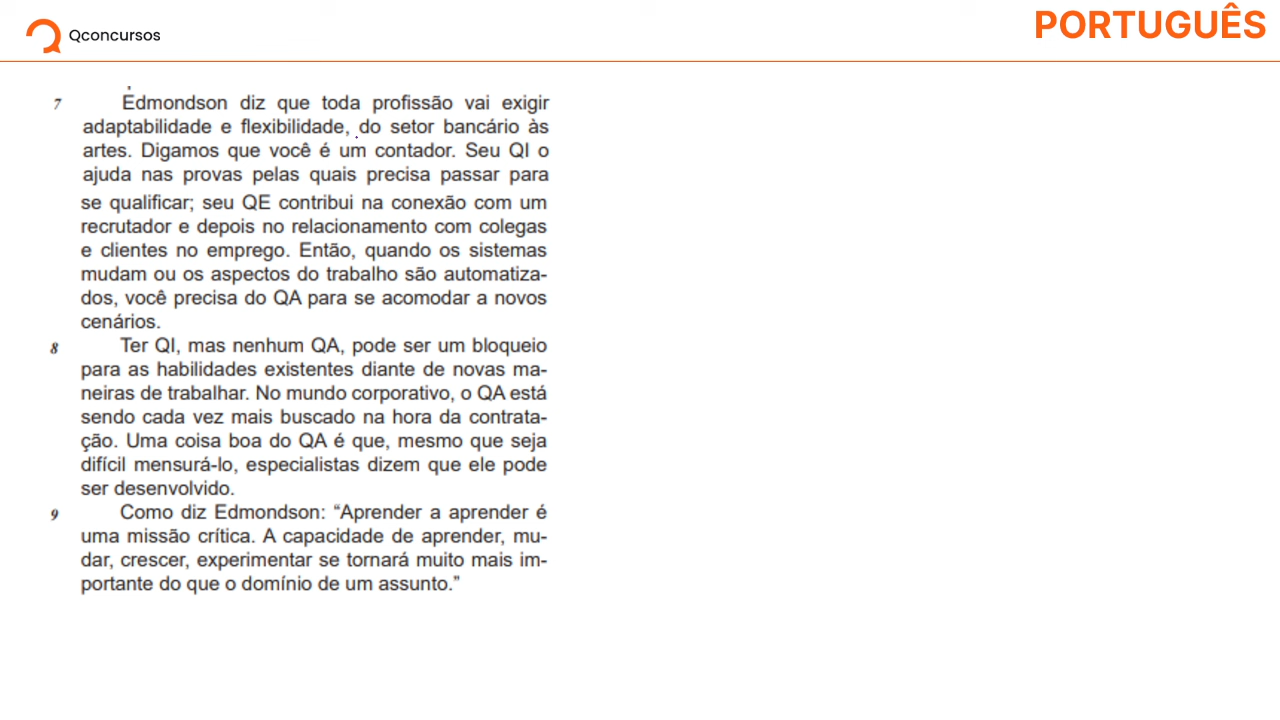 Qconcursos
PORTUGUÊS
7 Edmondson diz que toda profissão vai exigir
adaptabilidade e flexibilidade, do setor bancário às
artes. Digamos que você é um contador. Seu QI o
ajuda nas provas pelas quais precisa passar para
se qualificar; seu QE contribui na conexão com um
recrutador e depois no relacionamento com colegas
e clientes no emprego. Então, quando os sistemas
mudam ou os aspectos do trabalho são automatiza-
dos, você precisa do QA para se acomodar a novos
cenários.
8 Ter QI, mas nenhum QA, pode ser um bloqueio
para as habilidades existentes diante de novas ma-
neiras de trabalhar. No mundo corporativo, o QA está
sendo cada vez mais buscado na hora da contrata-
ção. Uma coisa boa do QA é que, mesmo que seja
difícil mensurá-lo, especialistas dizem que ele pode
ser desenvolvido.
9 Como diz Edmondson: “Aprender a aprender é
uma missão crítica. A capacidade de aprender, mu-
dar, crescer, experimentar se tornará muito mais im-
portante do que o domínio de um assunto.”